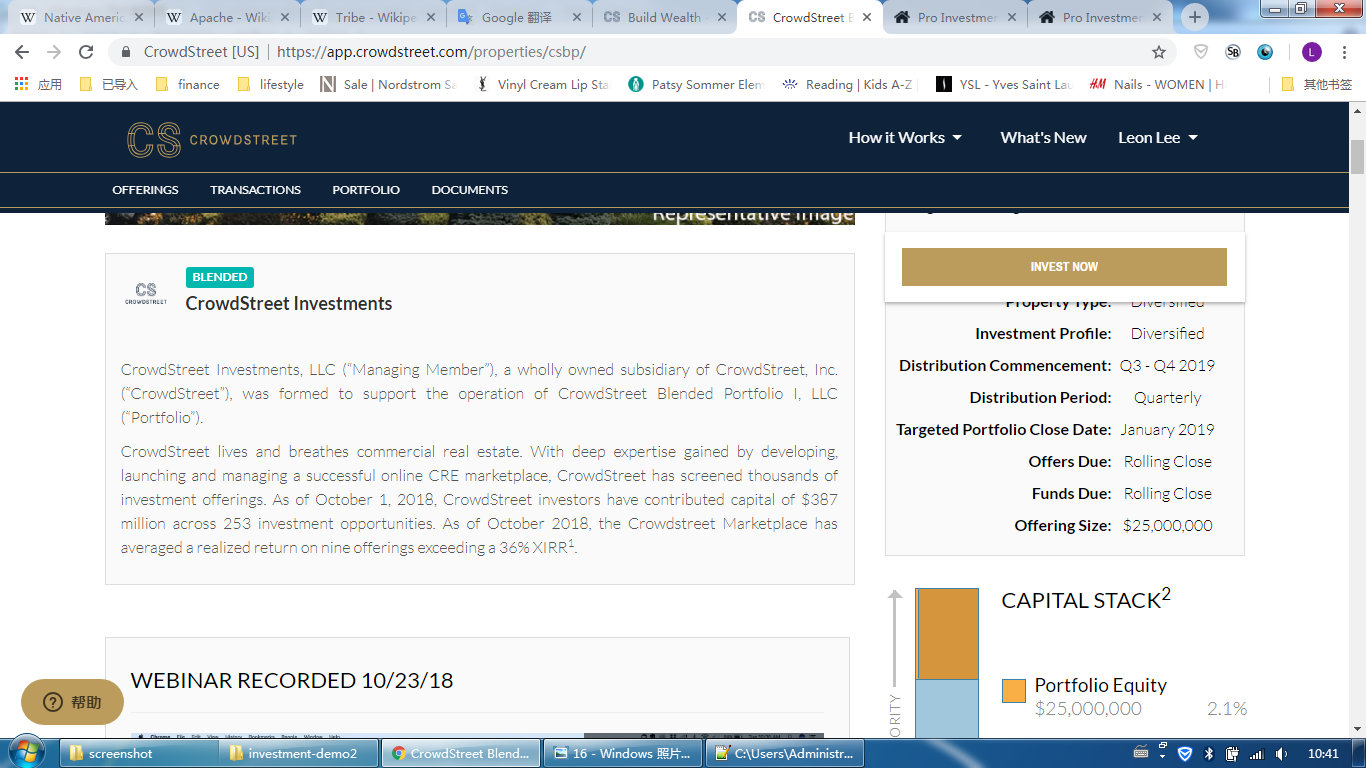 Native Americ
Apache - Wiki
Tribe - Wikipe
Google 翻译
Build Wealth -
CrowdStreet B
Pro Investmen
Pro Investmen
CrowdStreet [US] | https://app.crowdstreet.com/properties/csbp/
SB
L
应用
已导入
finance
lifestyle
Sale | Nordstrom Sa
Vinyl Cream Lip Sta
Patsy Sommer Elem
Reading | Kids A-Z |
YSL - Yves Saint Lau
H&M Nails - WOMEN | H
其他书签
CS CROWDSTREET
How it Works
What's New
Leon Lee
OFFERINGS
TRANSACTIONS
PORTFOLIO
DOCUMENTS
Representative Image
CS
CROWDSTREET
BLENDED
CrowdStreet Investments
CrowdStreet Investments, LLC (“Managing Member”), a wholly owned subsidiary of CrowdStreet, Inc.
(“CrowdStreet”), was formed to support the operation of CrowdStreet Blended Portfolio I, LLC
(“Portfolio”).
CrowdStreet lives and breathes commercial real estate. With deep expertise gained by developing,
launching and managing a successful online CRE marketplace, CrowdStreet has screened thousands of
investment offerings. As of October 1, 2018, CrowdStreet investors have contributed capital of $387
million across 253 investment opportunities. As of October 2018, the Crowdstreet Marketplace has
averaged a realized return on nine offerings exceeding a 36% XIRR1.
WEBINAR RECORDED 10/23/18
INVEST NOW
Property Type: Diversified
Investment Profile: Diversified
Distribution Commencement: Q3 - Q4 2019
Distribution Period: Quarterly
Targeted Portfolio Close Date: January 2019
Offers Due: Rolling Close
Funds Due: Rolling Close
Offering Size: $25,000,000
CAPITAL STACK2
Portfolio Equity
$25,000,000 2.1%
ORITY
帮助
screenshot
investment-demo2
CrowdStreet Blend...
16 - Windows 照片...
C:\Users\Administr...
10:41